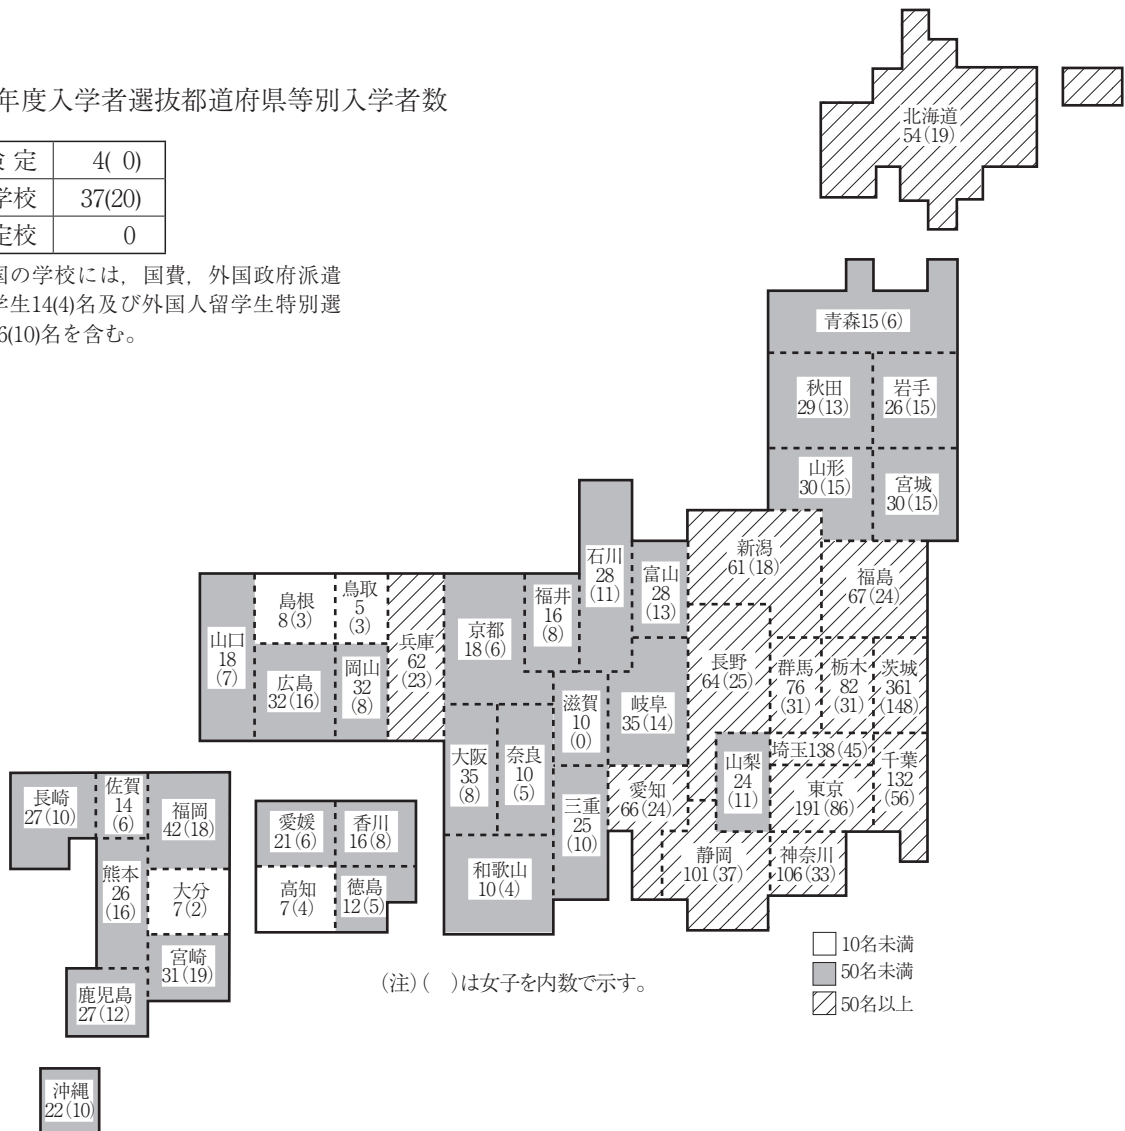 年度入学者選抜都道府県等別入学者数
定 4( 0)
学校 37(20)
定校 0
国の学校には，国費，外国政府派遣
学生14(4)名及び外国人留学生特別選
6(10)名を含む。
北海道
54(19)
青森15(6)
秋田
29(13)
岩手
26(15)
山形
30(15)
宮城
30(15)
新潟
61(18)
福島
67(24)
石川
28
(11)
富山
28
(13)
福井
16
(8)
京都
18(6)
兵庫
62
(23)
鳥取
5
(3)
島根
8(3)
山口
18
(7)
広島
32(16)
岡山
32
(8)
長野
64(25)
群馬
76
(31)
栃木
82
(31)
茨城
361
(148)
滋賀
10
(0)
岐阜
35(14)
大阪
35
(8)
奈良
10
(5)
三重
25
(10)
愛知
66(24)
山梨
24
(11)
埼玉138(45)
東京
191(86)
千葉
132
(56)
静岡
101(37)
神奈川
106(33)
和歌山
10(4)
長崎
27(10)
佐賀
14
(6)
福岡
42(18)
熊本
26
(16)
大分
7(2)
宮崎
31(19)
鹿児島
27(12)
沖縄
22(10)
愛媛
21(6)
香川
16(8)
高知
7(4)
徳島
12(5)
(注) (　)は女子を内数で示す。
10名未満
50名未満
50名以上